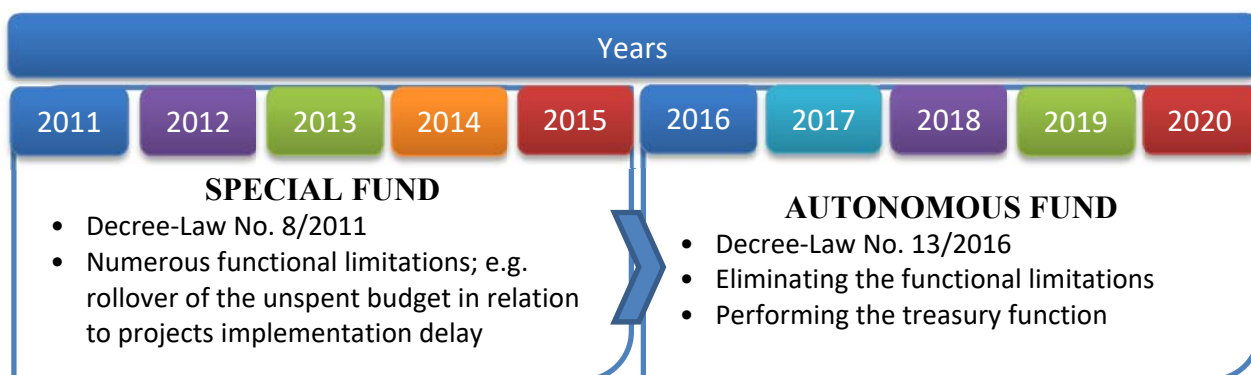 Years
2011 2012 2013 2014 2015 2016 2017 2018 2019 2020
SPECIAL FUND
• Decree-Law No. 8/2011
• Numerous functional limitations; e.g.
rollover of the unspent budget in relation
to projects implementation delay
AUTONOMOUS FUND
• Decree-Law No. 13/2016
• Eliminating the functional limitations
• Performing the treasury function